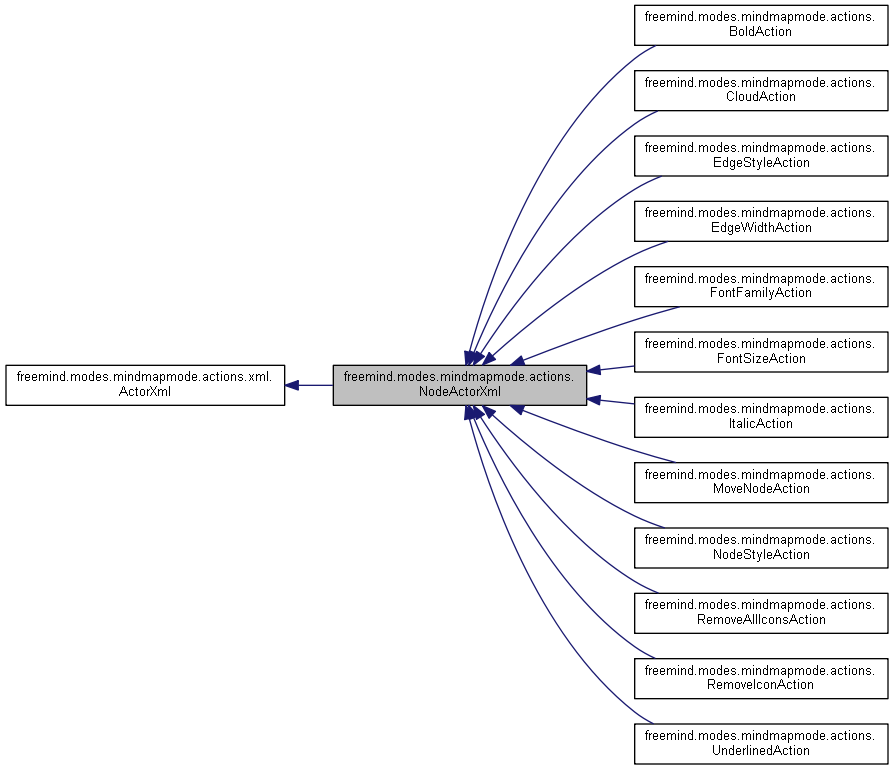 freemind.modes.mindmapmode.actions.xml.
ActorXml
freemind.modes.mindmapmode.actions.
NodeActorXml
freemind.modes.mindmapmode.actions.
BoldAction
freemind.modes.mindmapmode.actions.
CloudAction
freemind.modes.mindmapmode.actions.
EdgeStyleAction
freemind.modes.mindmapmode.actions.
EdgeWidthAction
freemind.modes.mindmapmode.actions.
FontFamilyAction
freemind.modes.mindmapmode.actions.
FontSizeAction
freemind.modes.mindmapmode.actions.
ItalicAction
freemind.modes.mindmapmode.actions.
MoveNodeAction
freemind.modes.mindmapmode.actions.
NodeStyleAction
freemind.modes.mindmapmode.actions.
RemoveAllIconsAction
freemind.modes.mindmapmode.actions.
RemoveIconAction
freemind.modes.mindmapmode.actions.
UnderlinedAction